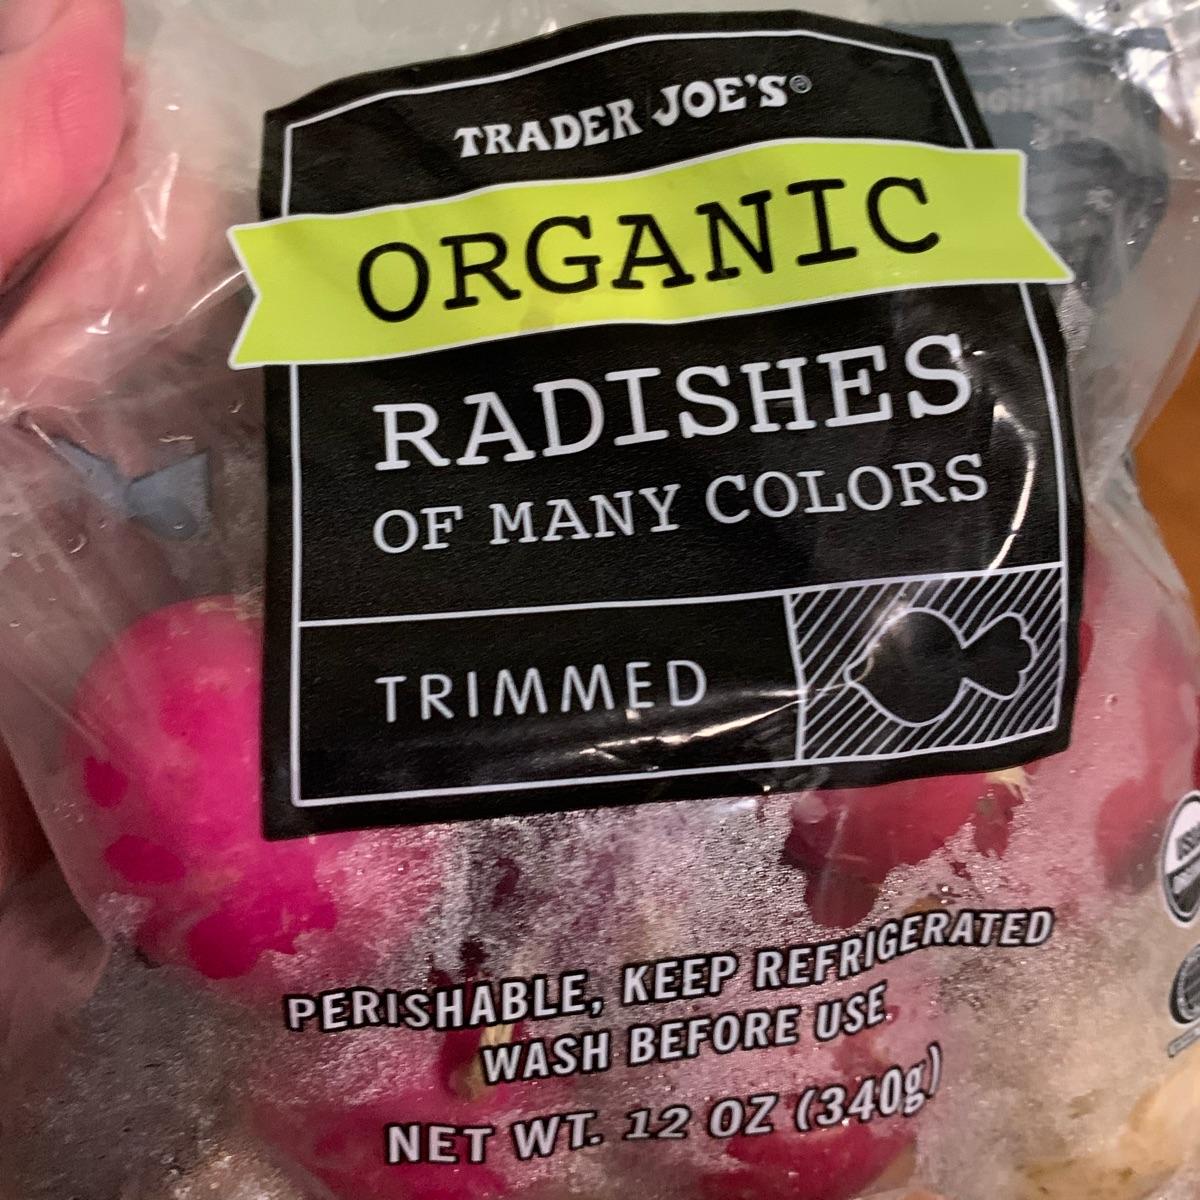 TRADER JOE'S®
ORGANIC
RADISHES
OF MANY COLORS
TRIMMED
PERISHABLE, KEEP REFRIGERATED
WASH BEFORE USE.
NET WT. 12 OZ (340g)